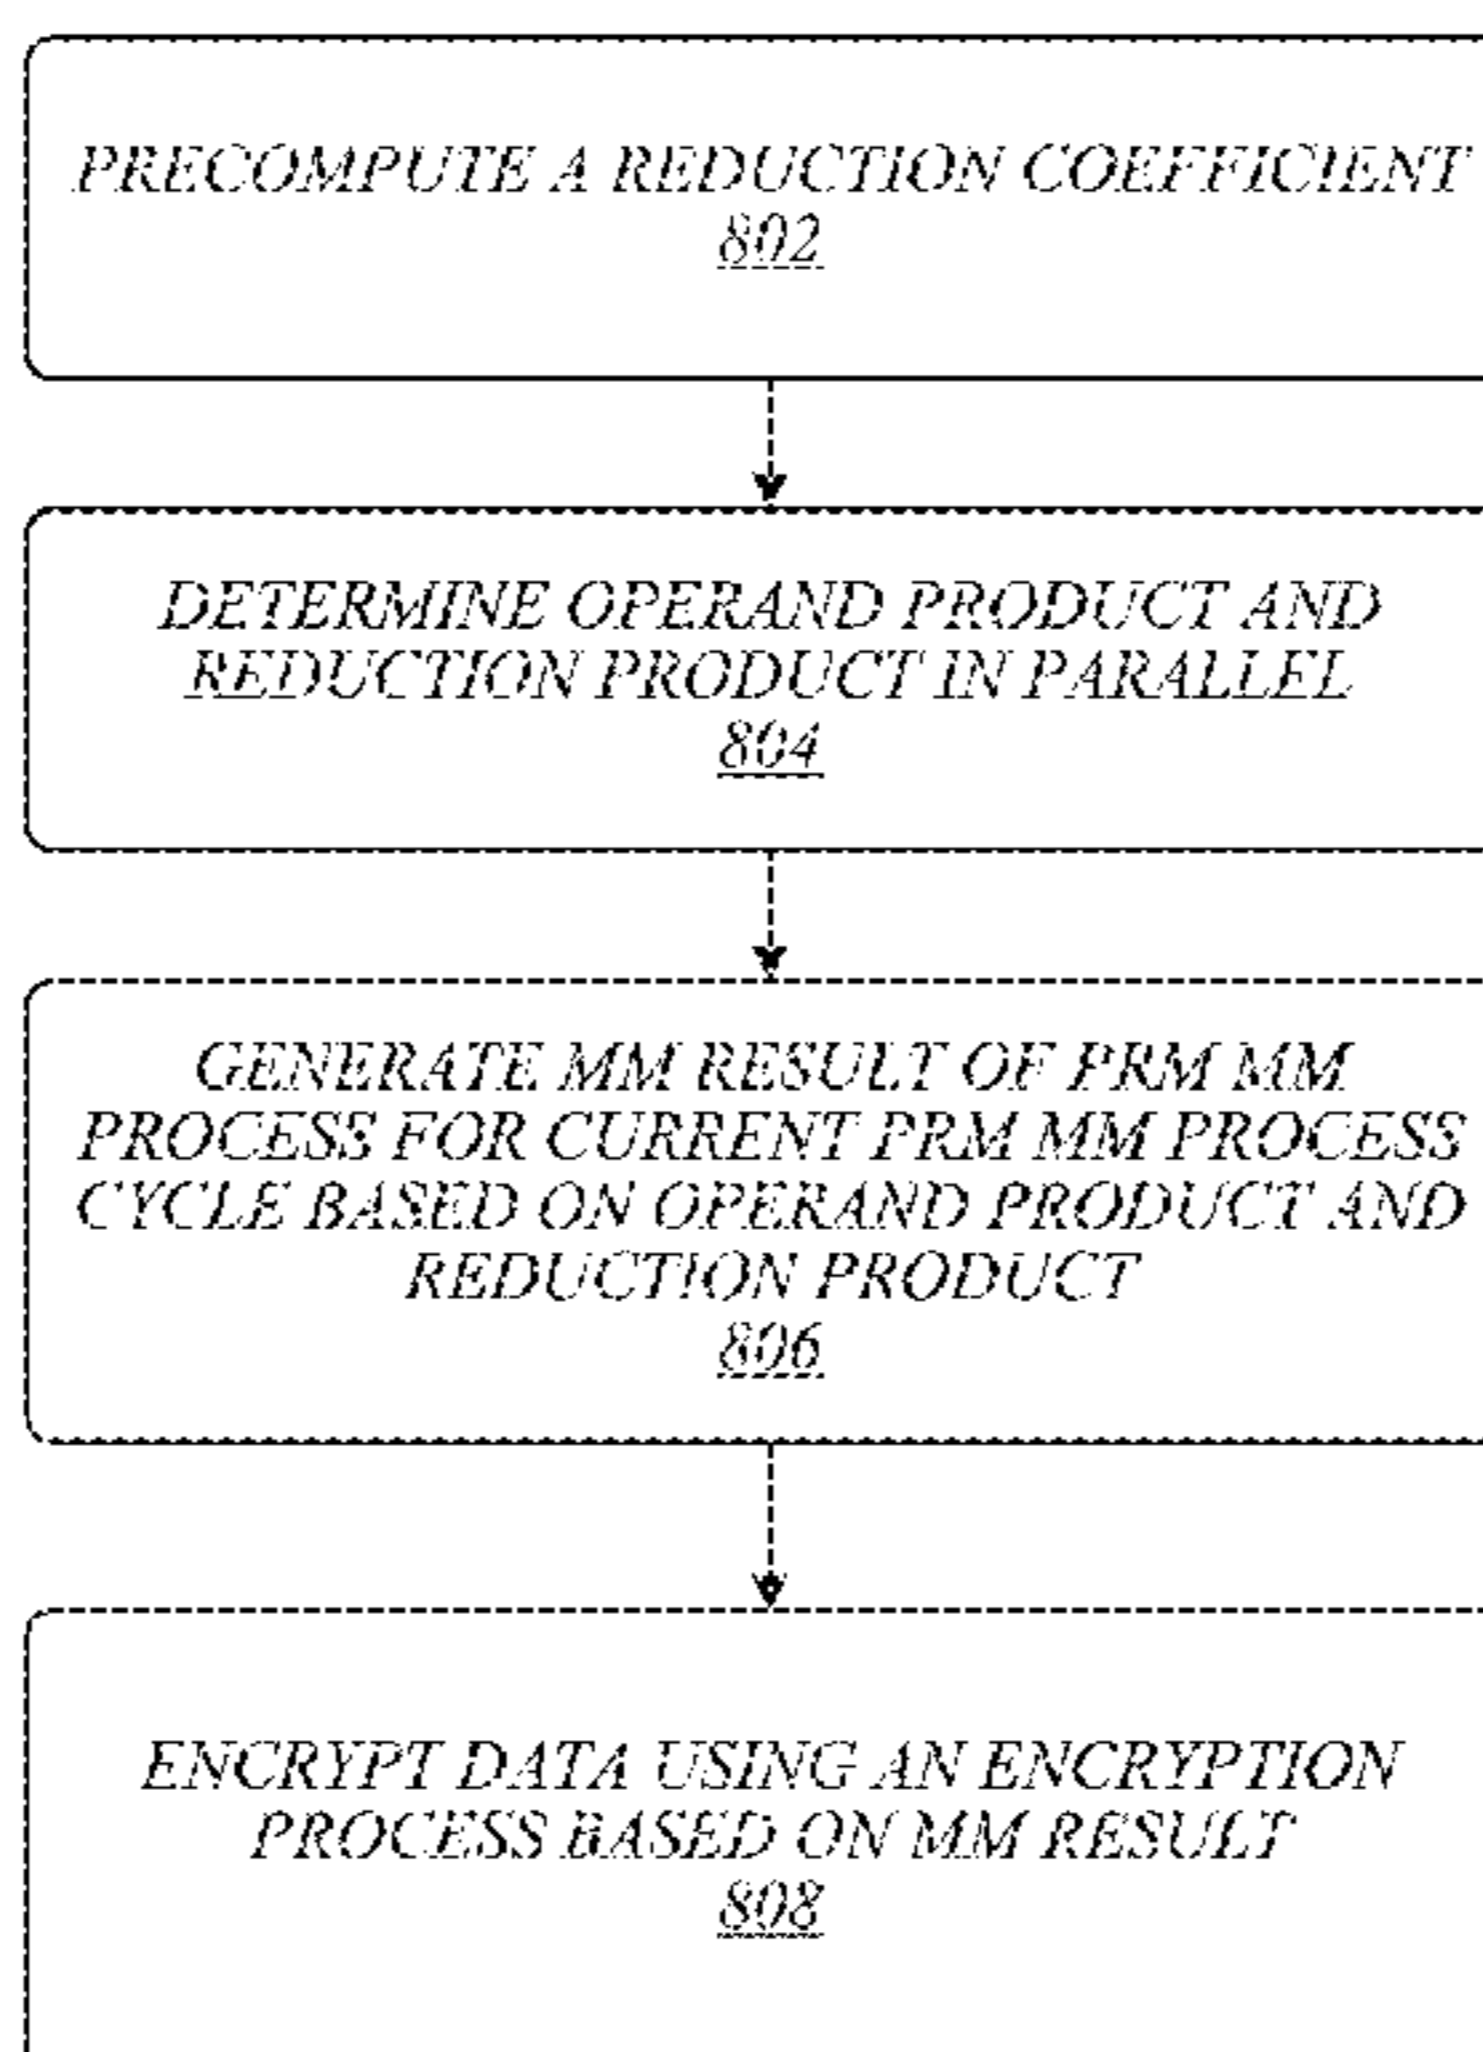 PRECOMPUTE A REDUCTION COEFFICIENT
802
DETERMINE OPERAND PRODUCT AND
REDUCTION PRODUCT IN PARALLEL
804
GENERATE MM RESULT OF PRM MM
PROCESS FOR CURRENT PRM MM PROCESS
CYCLE BASED ON OPERAND PRODUCT AND
REDUCTION PRODUCT
806
ENCRYPT DATA USING AN ENCRYPTION
PROCESS BASED ON MM RESULT
808